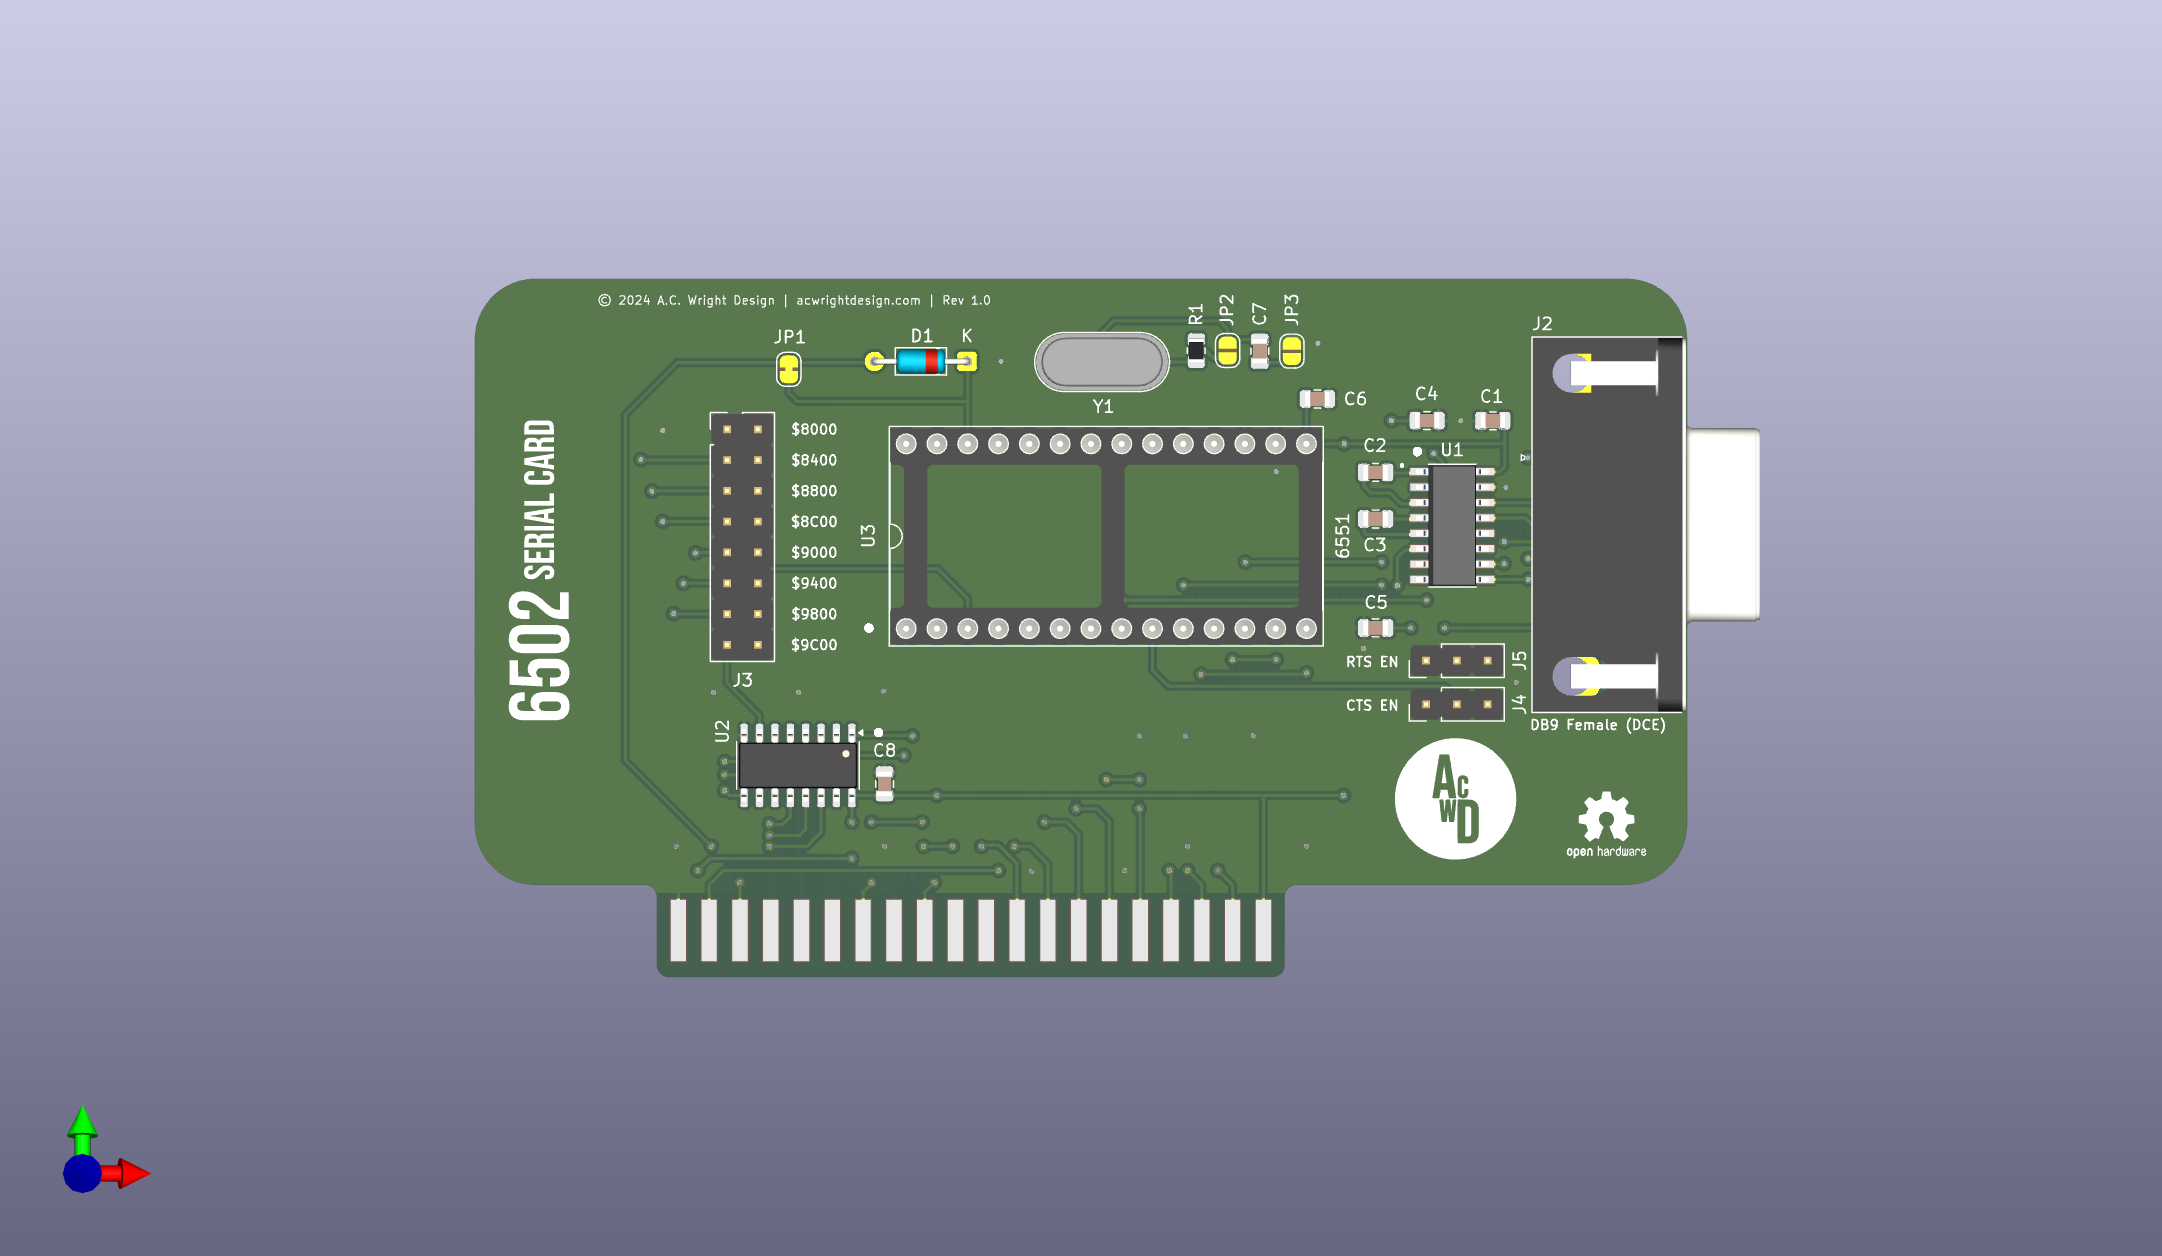 © 2024 A.C. Wright Design | acwrightdesign.com | Rev 1.0
JP1
D1
K
Y1
R1
JP2
C7
JP3
C6
J2
C4
C1
C2
U1
$8000
$8400
$8800
$8C00
$9000
$9400
$9800
$9C00
J3
6502 SERIAL CARD
U3
6551
C3
C5
RTS EN
J5
CTS EN
J4
DB9 Female (DCE)
U2
C8
AC
WD
open hardware